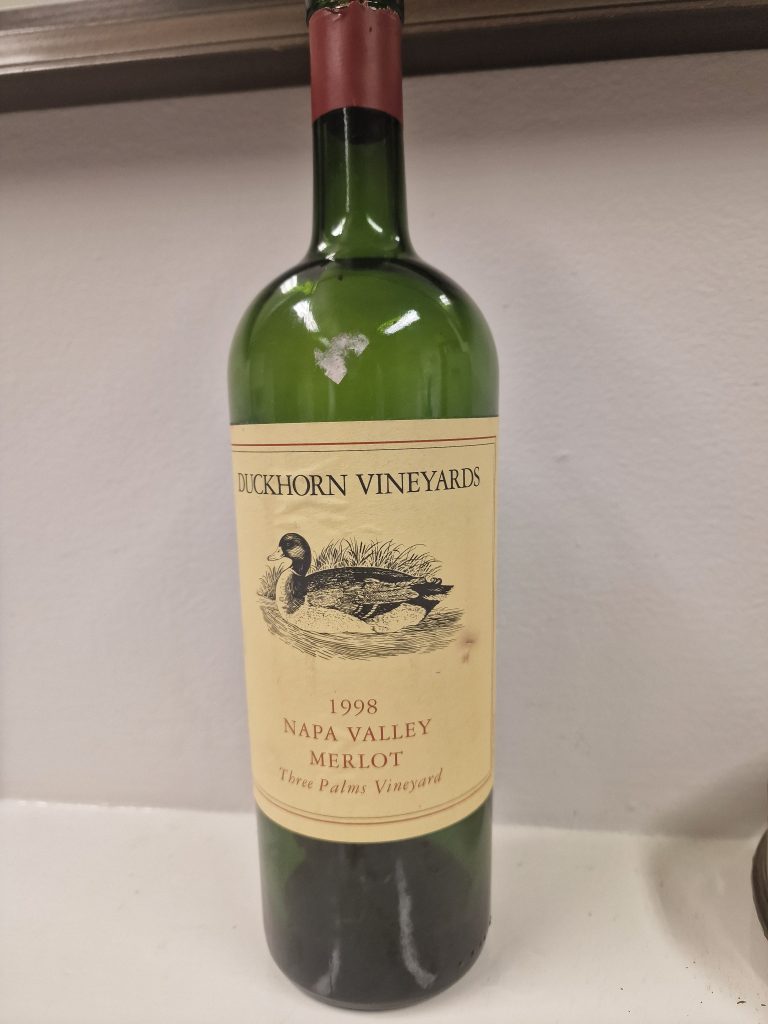 DUCKHORN VINEYARDS
1998
NAPA VALLEY
MERLOT
Three Palms Vineyard